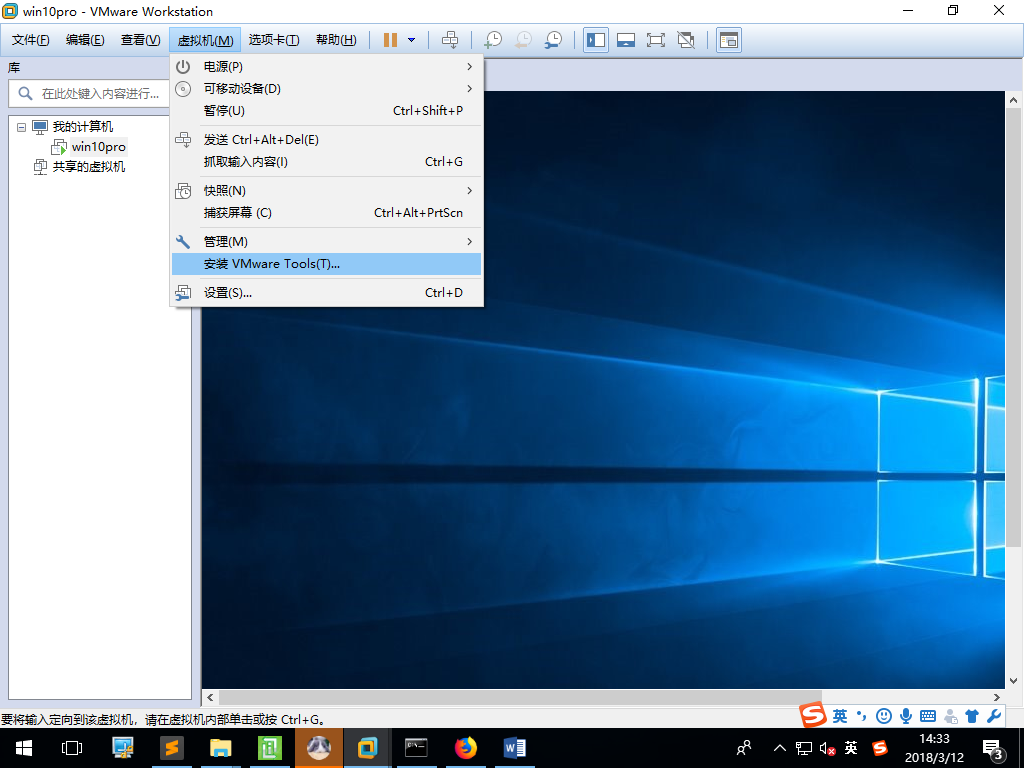 win10pro - VMware Workstation
文件(F) 编辑(E) 查看(V) 虚拟机(M) 选项卡(T) 帮助(H)
库
在此处键入内容进行...
我的计算机
win10pro
共享的虚拟机
电源(P)
可移动设备(D)
暂停(U) Ctrl+Shift+P
发送 Ctrl+Alt+Del(E)
抓取输入内容(I) Ctrl+G
快照(N)
捕获屏幕 (C) Ctrl+Alt+PrtScn
管理(M)
安装 VMware Tools(T)...
设置(S)... Ctrl+D
要将输入定向到该虚拟机，请在虚拟机内部单击或按 Ctrl+G。
S 英
英 S
14:33
2018/3/12
3